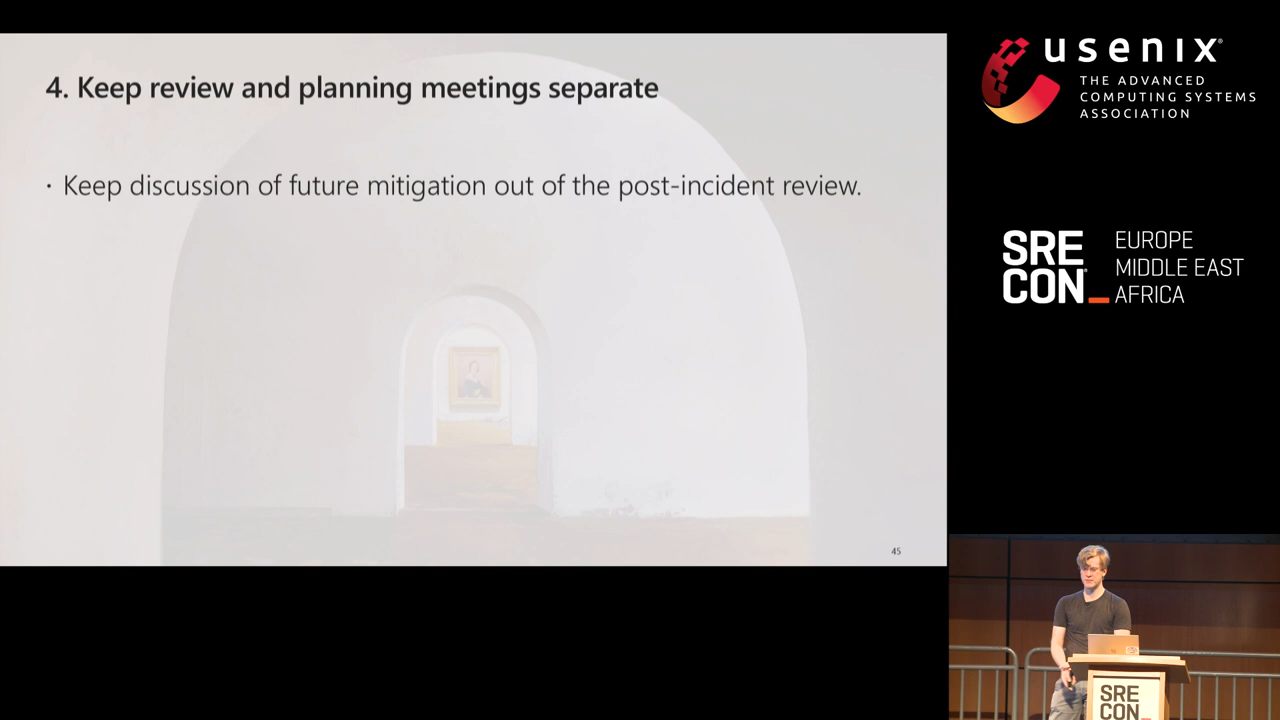 4. Keep review and planning meetings separate
· Keep discussion of future mitigation out of the post-incident review.
45
usenix®
THE ADVANCED
COMPUTING SYSTEMS
ASSOCIATION
SRE
CON_
EUROPE
MIDDLE EAST
AFRICA
SRE
CON_